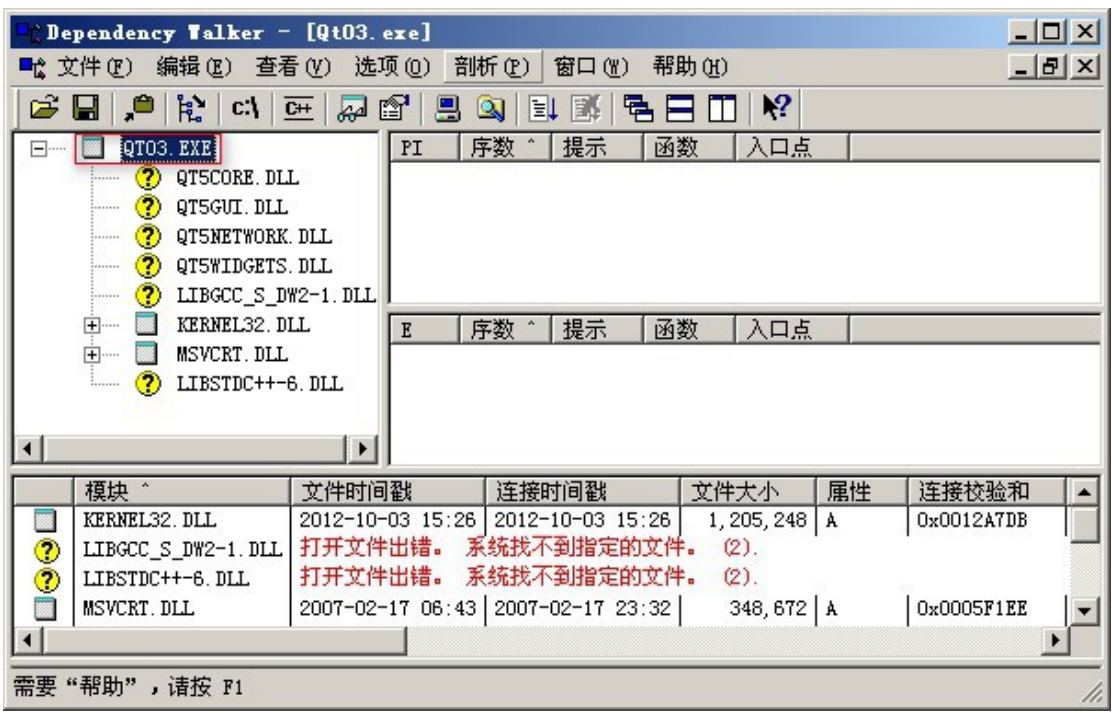 Dependency Walker - [Qt03.exe]
文件(F) 编辑(E) 查看(V) 选项(O) 剖析(P) 窗口(W) 帮助(H)
C:\ C++
QT03.EXE
QT5CORE.DLL
QT5GUI.DLL
QT5NETWORK.DLL
QT5WIDGETS.DLL
LIBGCC_S_DW2-1.DLL
KERNEL32.DLL
MSVCRT.DLL
LIBSTDC++-6.DLL
PI 序数 ^ 提示 函数 入口点
E 序数 ^ 提示 函数 入口点
模块 ^ 文件时间戳 连接时间戳 文件大小 属性 连接校验和
KERNEL32.DLL 2012-10-03 15:26 2012-10-03 15:26 1,205,248 A 0x0012A7DB
LIBGCC_S_DW2-1.DLL 打开文件出错。 系统找不到指定的文件。 (2).
LIBSTDC++-6.DLL 打开文件出错。 系统找不到指定的文件。 (2).
MSVCRT.DLL 2007-02-17 06:43 2007-02-17 23:32 348,672 A 0x0005F1EE
需要“帮助”，请按 F1